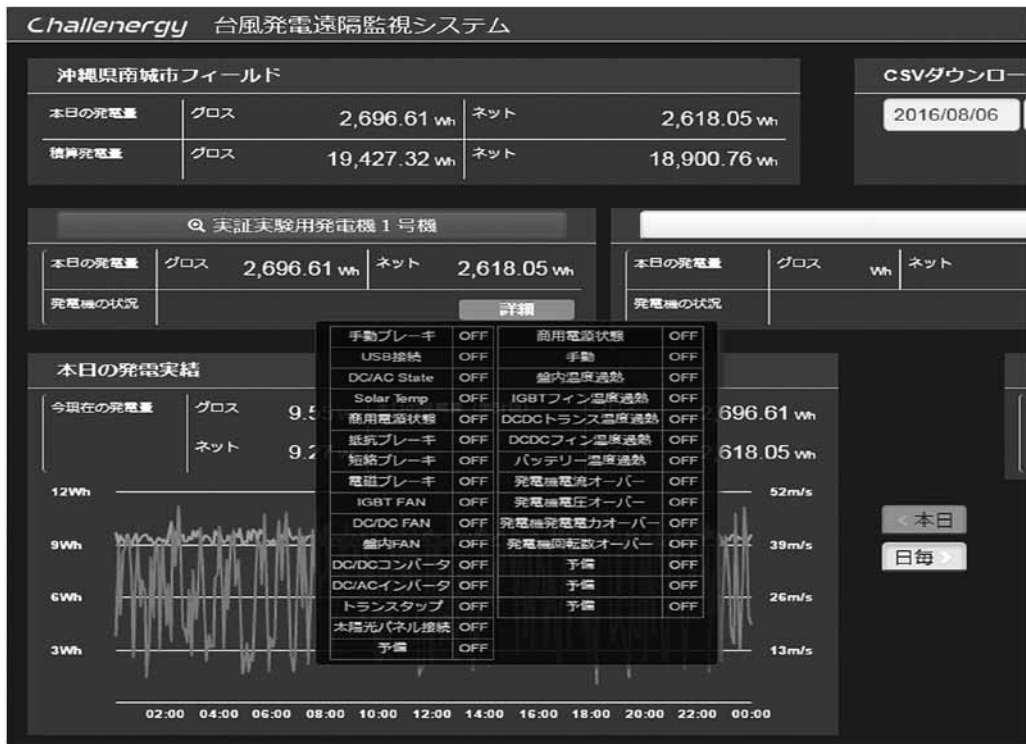 Challenergy 台風発電遠隔監視システム
沖縄県南城市フィールド
本日の発電量 グロス 2,696.61 Wh ネット 2,618.05 Wh
積算発電量 グロス 19,427.32 Wh ネット 18,900.76 Wh
CSVダウンロー
2016/08/06
実証実験用発電機1号機
本日の発電量 グロス 2,696.61 Wh ネット 2,618.05 Wh
発電機の状況 詳細
本日の発電量 グロス Wh ネット
発電機の状況
手動ブレーキ OFF 商用電源状態 OFF
USB接続 OFF 手動 OFF
DC/AC State OFF 盤内温度過熱 OFF
Solar Temp OFF IGBTフィン温度過熱 OFF
商用電源状態 OFF DCDCトランス温度過熱 OFF
抵抗ブレーキ OFF DCDCフィン温度過熱 OFF
短絡ブレーキ OFF バッテリー温度過熱 OFF
電磁ブレーキ OFF 発電機電流オーバー OFF
IGBT FAN OFF 発電機電圧オーバー OFF
DC/DC FAN OFF 発電機発電電力オーバー OFF
盤内FAN OFF 発電機回転数オーバー OFF
DC/DCコンバータ OFF 予備 OFF
DC/ACインバータ OFF 予備 OFF
トランスタップ OFF 予備 OFF
太陽光パネル接続 OFF
予備 OFF
本日の発電実績
今現在の発電量 グロス 9.5 696.61 Wh
ネット 9.2 618.05 Wh
12Wh 52m/s
9Wh 39m/s
6Wh 26m/s
3Wh 13m/s
02:00 04:00 06:00 08:00 10:00 12:00 14:00 16:00 18:00 20:00 22:00 00:00
< 本日
日毎 >